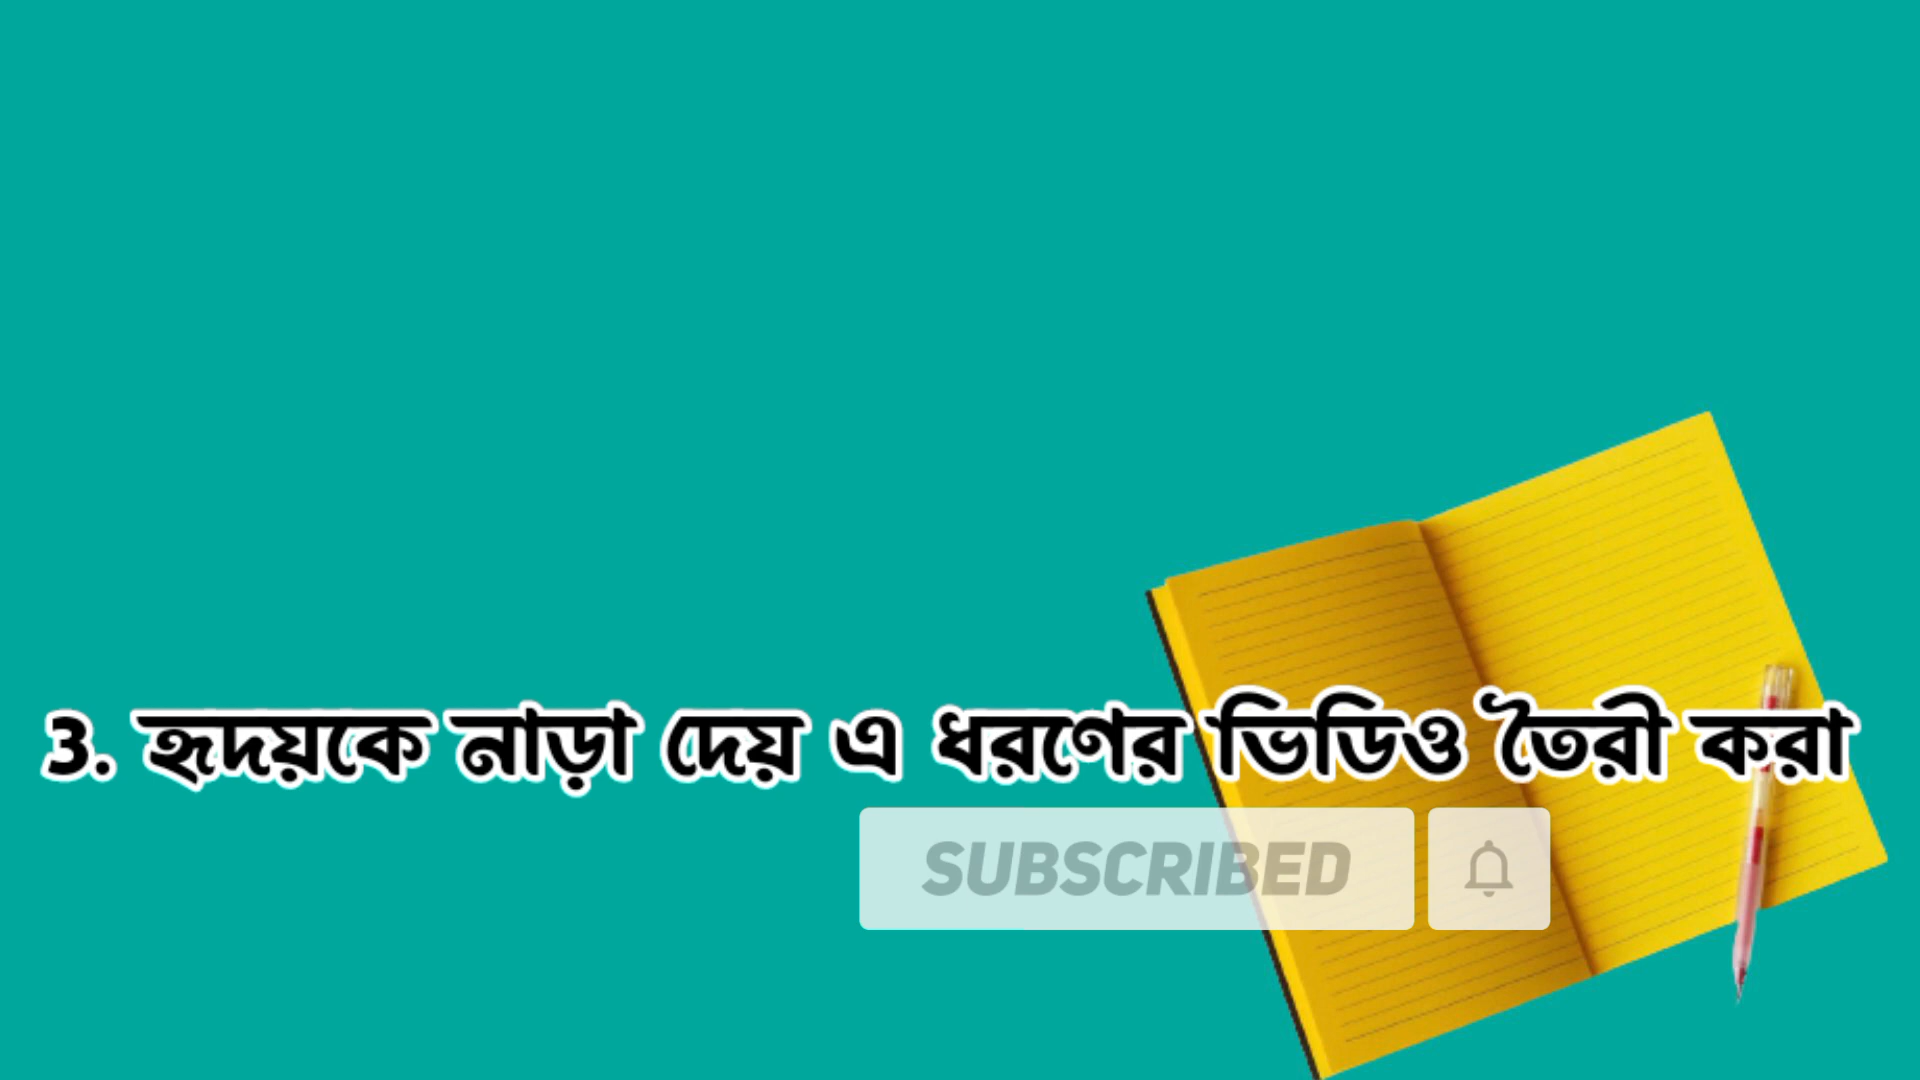 3. হৃদয়কে নাড়া দেয় এ ধরণের ভিডিও তৈরী করা
SUBSCRIBED